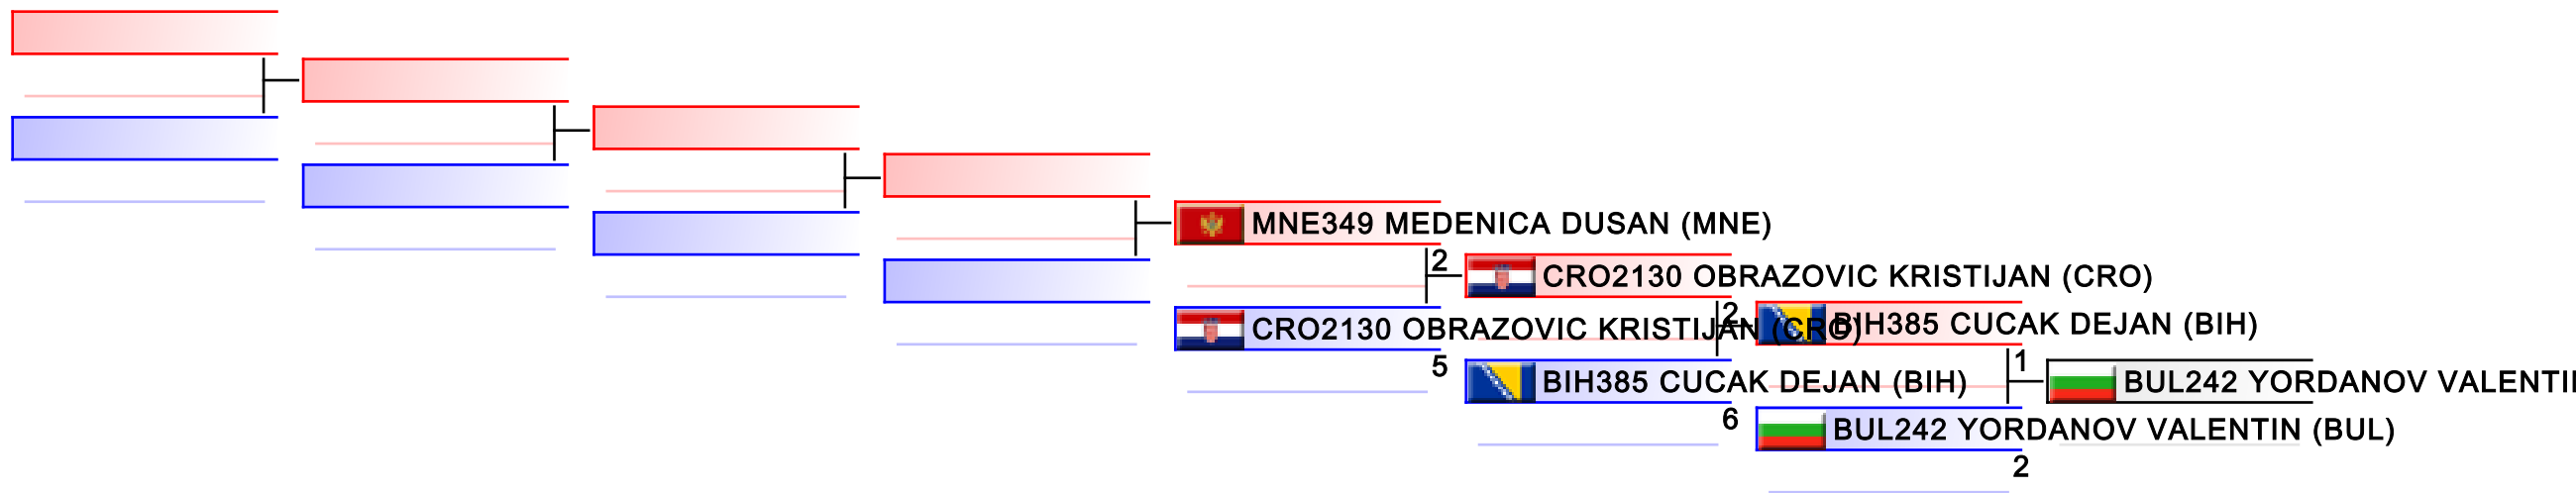 MNE349 MEDENICA DUSAN (MNE)
2
CRO2130 OBRAZOVIC KRISTIJAN (CRO)
CRO2130 OBRAZOVIC KRISTIJAN (CRO)
5
2
BIH385 CUCAK DEJAN (BIH)
BIH385 CUCAK DEJAN (BIH)
6
1
BUL242 YORDANOV VALENTI
BUL242 YORDANOV VALENTIN (BUL)
2